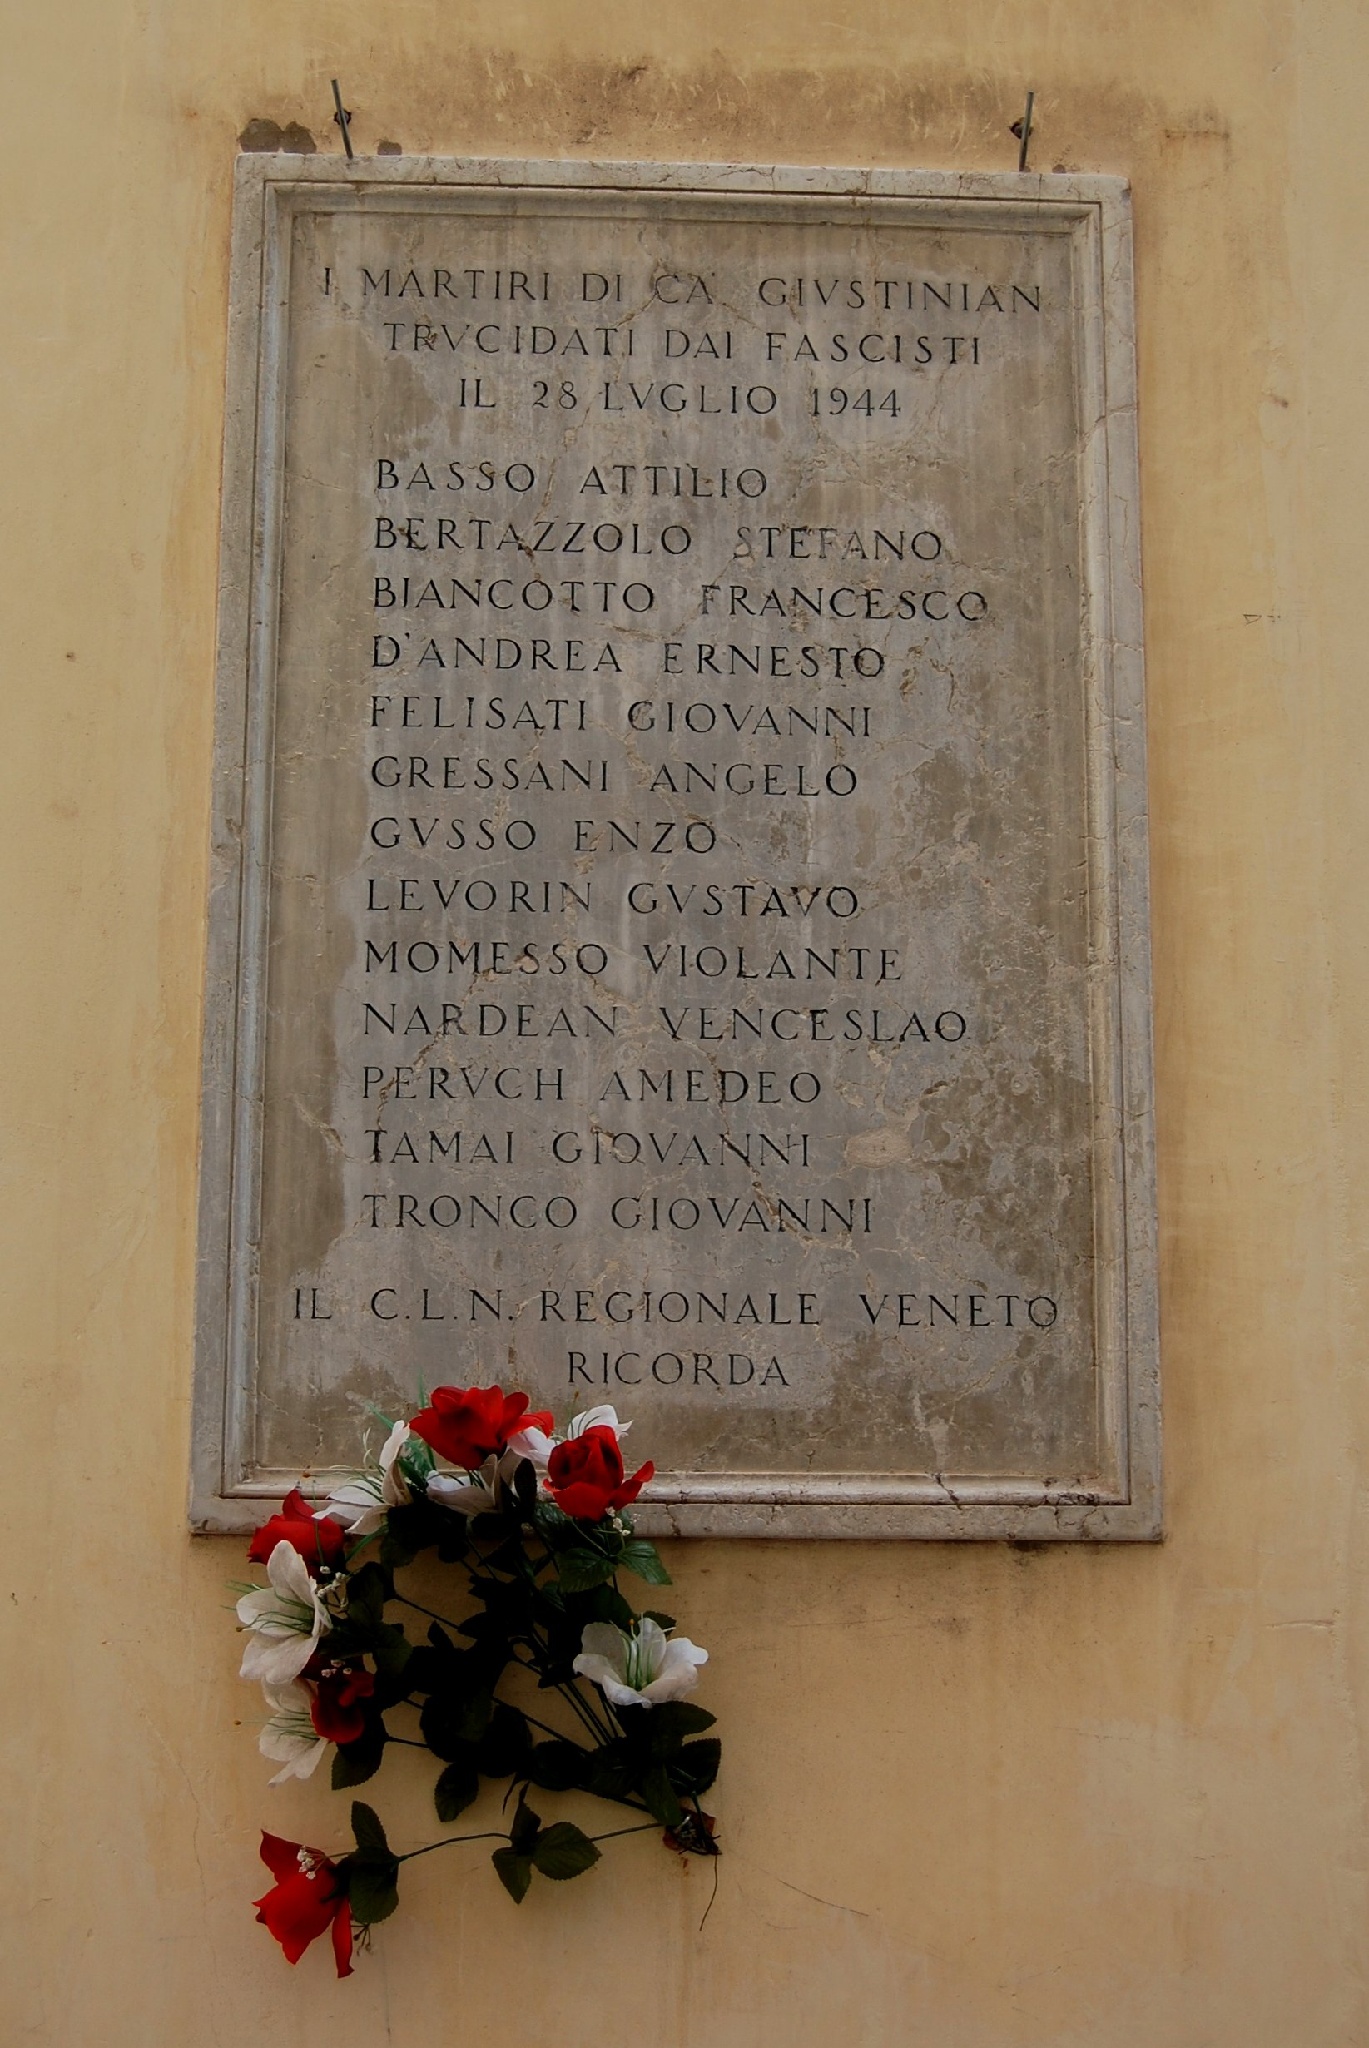 I MARTIRI DI CA' GIVSTINIAN
TRVCIDATI DAI FASCISTI
IL 28 LVGLIO 1944
BASSO ATTILIO
BERTAZZOLO STEFANO
BIANCOTTO FRANCESCO
D'ANDREA ERNESTO
FELISATI GIOVANNI
GRESSANI ANGELO
GVSSO ENZO
LEVORIN GVSTAVO
MOMESSO VIOLANTE
NARDEAN VENCESLAO
PERVCH AMEDEO
TAMAI GIOVANNI
TRONCO GIOVANNI
IL C.L.N. REGIONALE VENETO
RICORDA